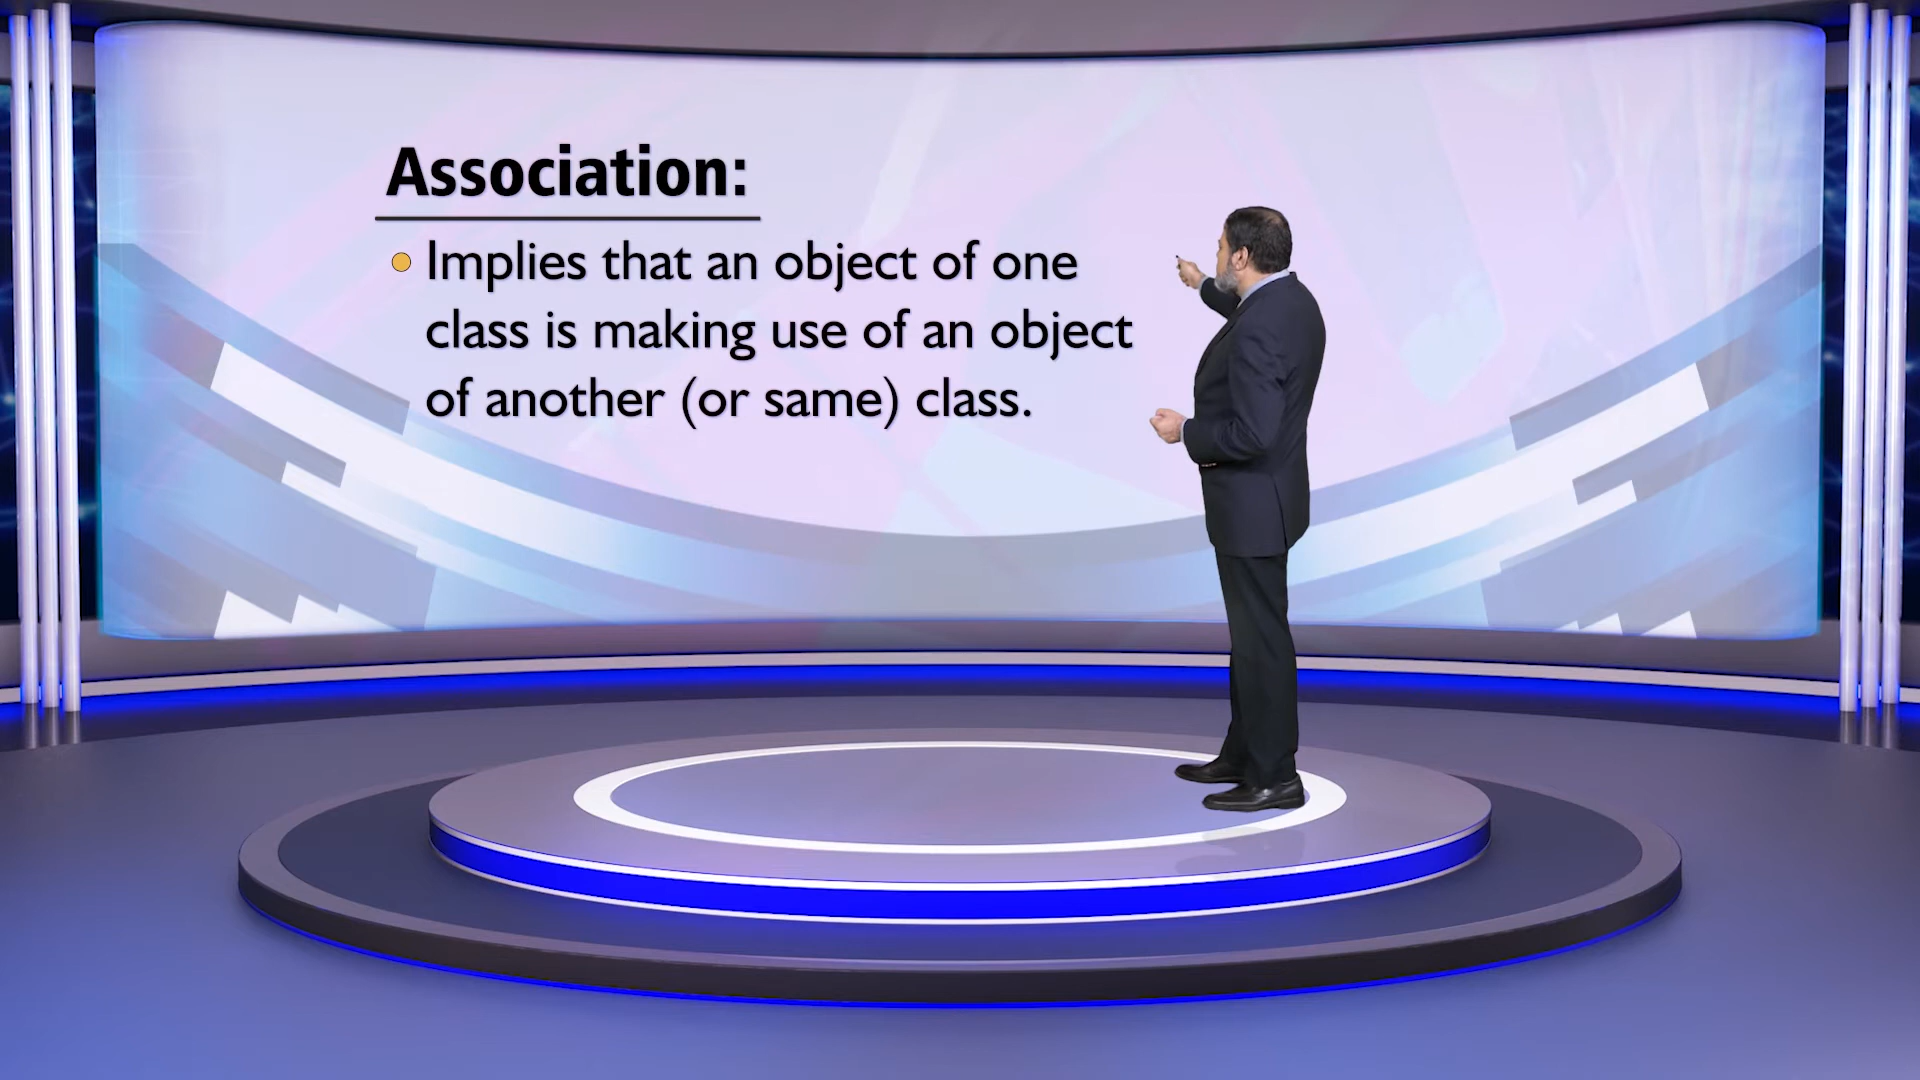 Association:
Implies that an object of one
class is making use of an object
of another (or same) class.